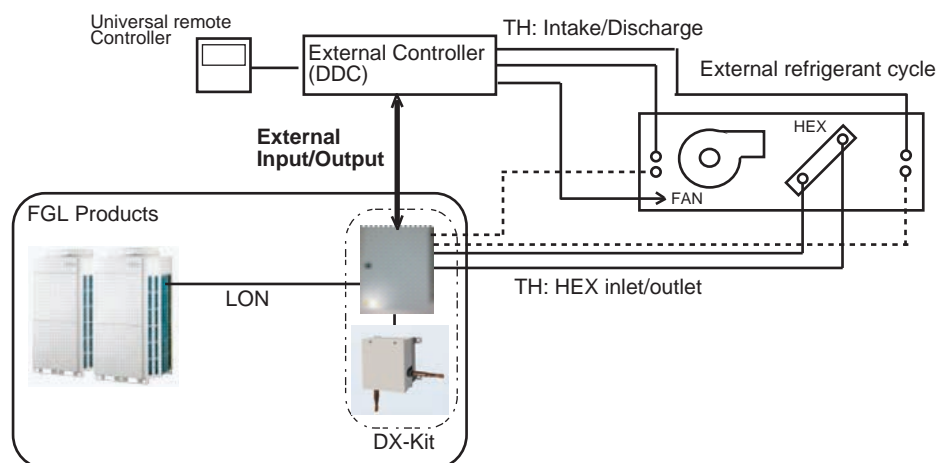 Universal remote
Controller
External Controller
(DDC)
TH: Intake/Discharge
External refrigerant cycle
HEX
FAN
External
Input/Output
FGL Products
LON
TH: HEX inlet/outlet
DX-Kit